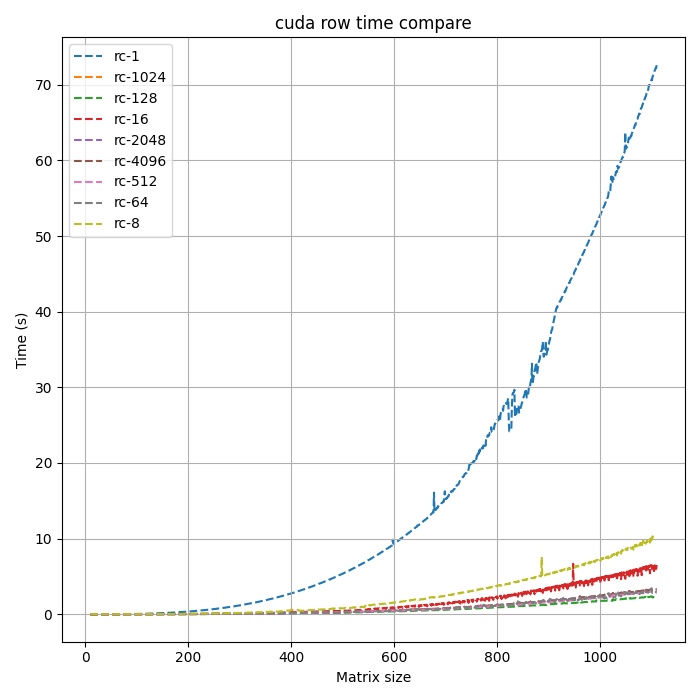 cuda row time compare
rc-1
rc-1024
rc-128
rc-16
rc-2048
rc-4096
rc-512
rc-64
rc-8
70
60
50
40
30
20
10
0
Time (s)
0 200 400 600 800 1000
Matrix size